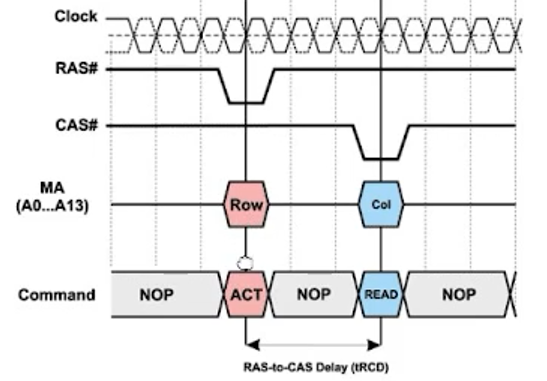 Clock
RAS#
CAS#
MA
(A0...A13)
Row
Col
Command
NOP
ACT
NOP
READ
NOP
RAS-to-CAS Delay (tRCD)